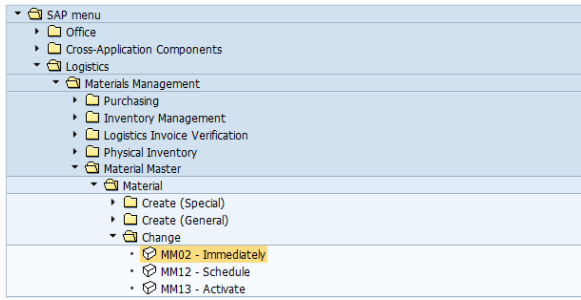 SAP menu
Office
Cross-Application Components
Logistics
Materials Management
Purchasing
Inventory Management
Logistics Invoice Verification
Physical Inventory
Material Master
Material
Create (Special)
Create (General)
Change
MM02 - Immediately
MM12 - Schedule
MM13 - Activate